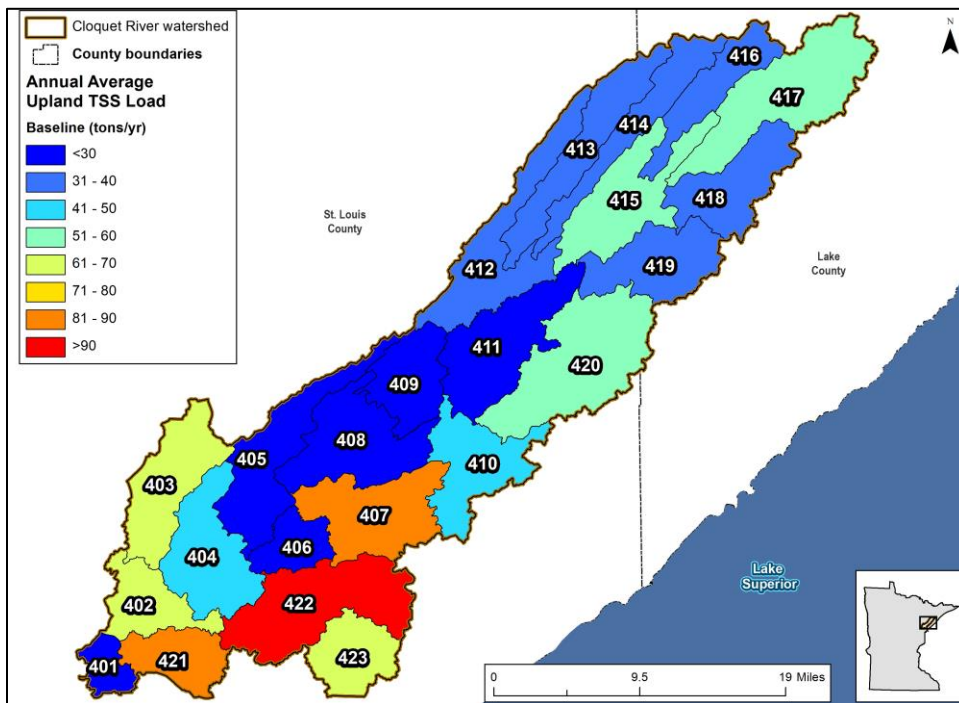 Cloquet River watershed
County boundaries
Annual Average
Upland TSS Load
Baseline (tons/yr)
<30
31 - 40
41 - 50
51 - 60
61 - 70
71 - 80
81 - 90
>90
N
416
417
414
413
415
418
St. Louis
County
412
419
Lake
County
411
420
409
408
405
410
403
407
404
406
Lake
Superior
402
422
423
401
421
0
9.5
19 Miles